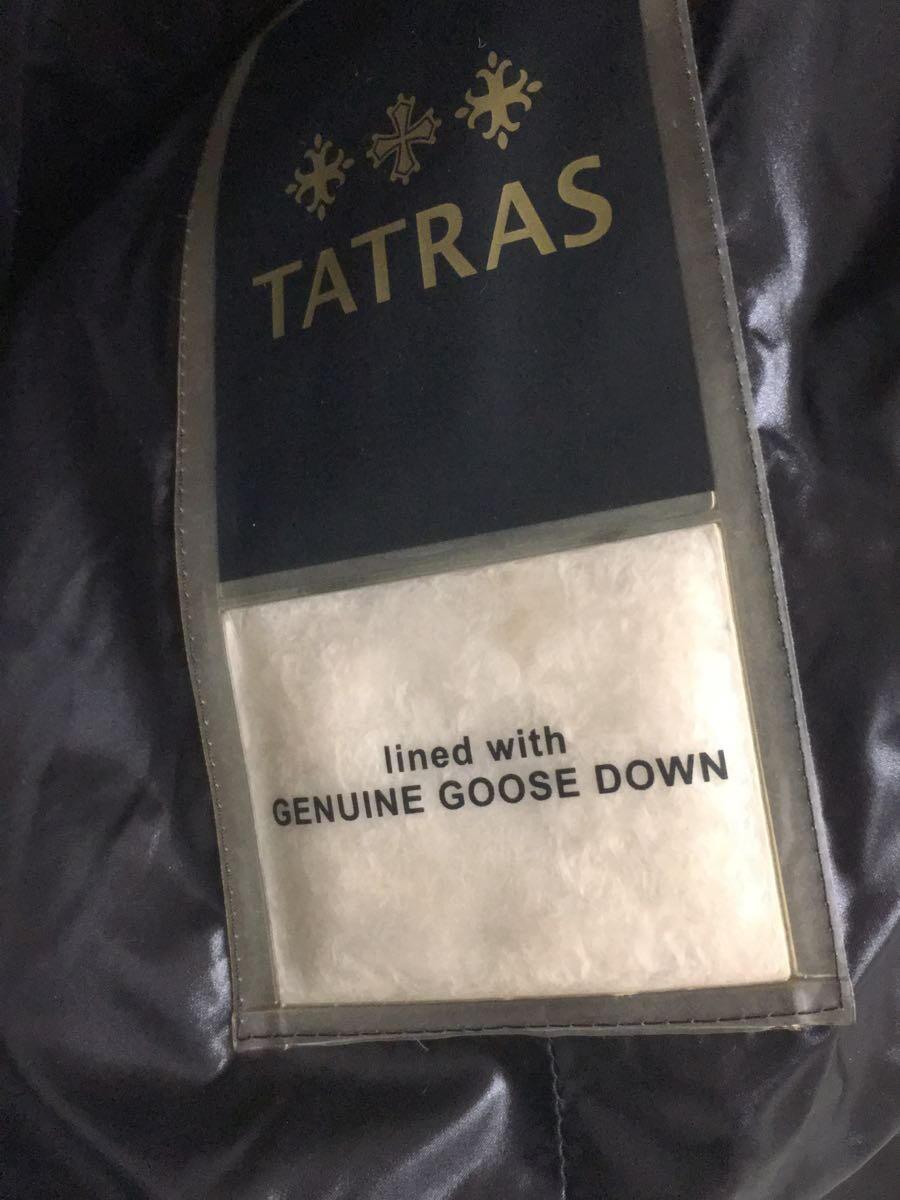 TATRAS
lined with
GENUINE GOOSE DOWN